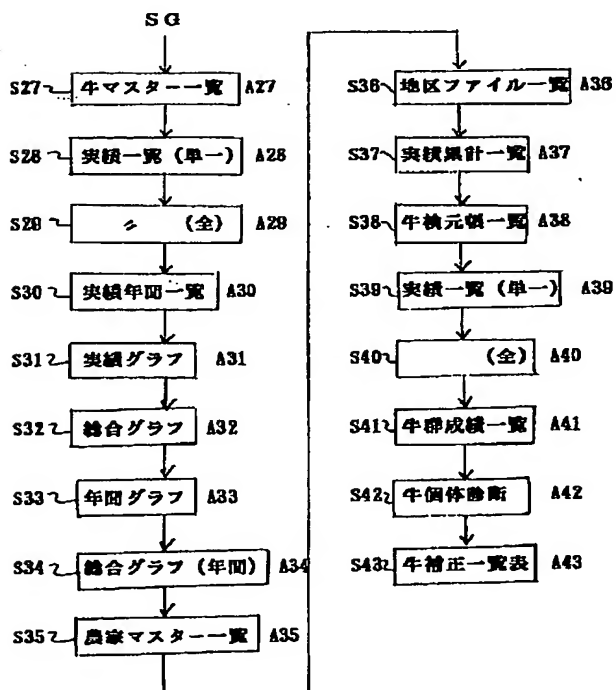 SG
S27 牛マスター一覧 A27
S28 実績一覧（単一） A28
S29 〃 （全） A29
S30 実績年間一覧 A30
S31 実績グラフ A31
S32 総合グラフ A32
S33 年間グラフ A33
S34 総合グラフ（年間） A34
S35 農家マスター一覧 A35
S36 地区ファイル一覧 A36
S37 実績累計一覧 A37
S38 牛検元帳一覧 A38
S39 実績一覧（単一） A39
S40 （全） A40
S41 牛群成績一覧 A41
S42 牛個体診断 A42
S43 牛補正一覧表 A43